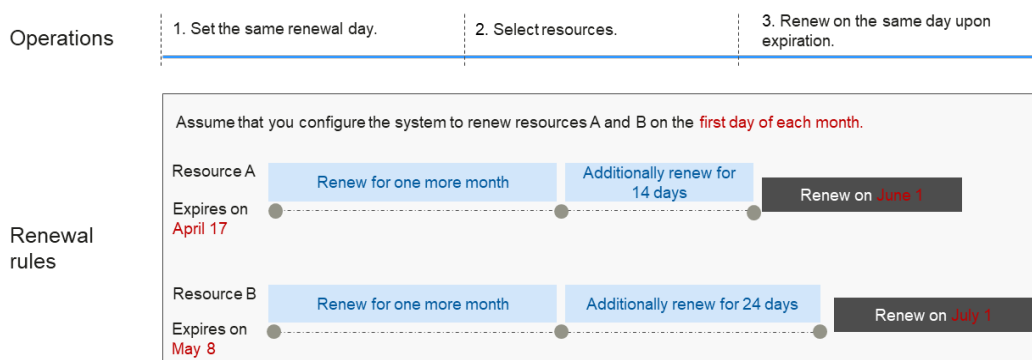 Operations
1. Set the same renewal day.
2. Select resources.
3. Renew on the same day upon
expiration.
Assume that you configure the system to renew resources A and B on the first day of each month.
Renewal
rules
Resource A
Expires on
April 17
Renew for one more month
Additionally renew for
14 days
Renew on June 1
Resource B
Expires on
May 8
Renew for one more month
Additionally renew for 24 days
Renew on July 1